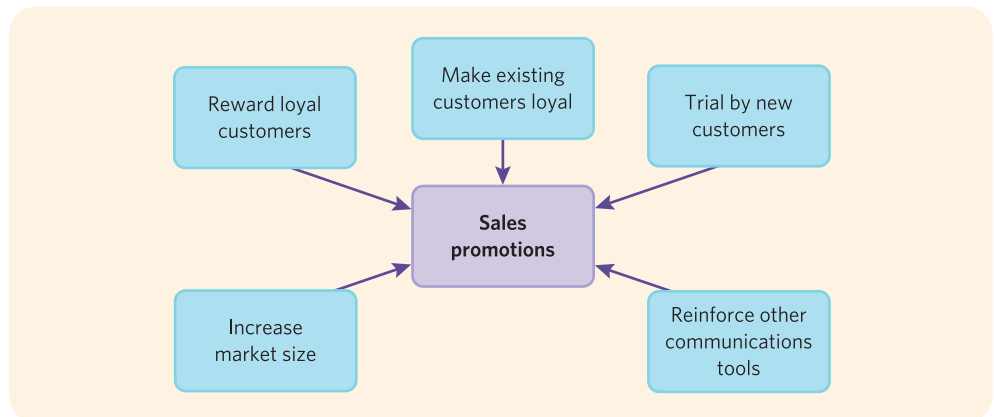 Reward loyal
customers
Make existing
customers loyal
Trial by new
customers
Sales
promotions
Increase
market size
Reinforce other
communications
tools